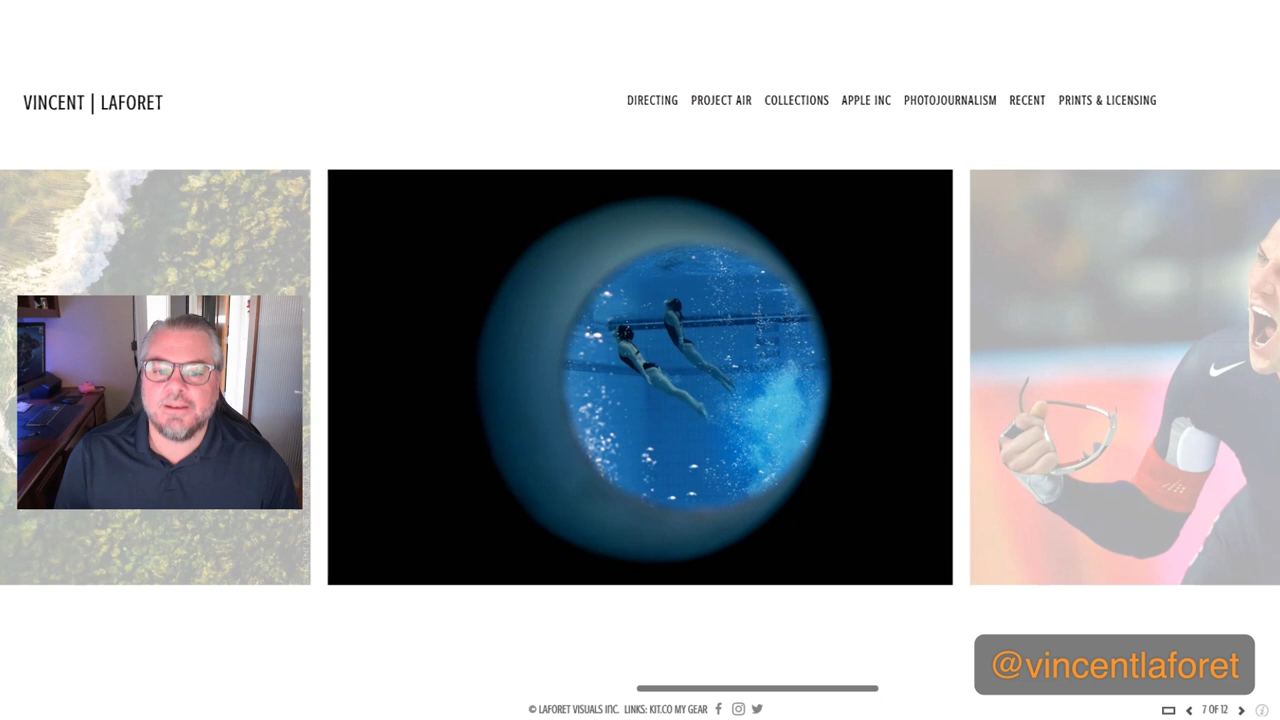 VINCENT | LAFORET
DIRECTING PROJECT AIR COLLECTIONS APPLE INC PHOTOJOURNALISM RECENT PRINTS & LICENSING
@vincentlaforet
© LAFORET VISUALS INC. LINKS: KIT.CO MY GEAR
7 OF 12